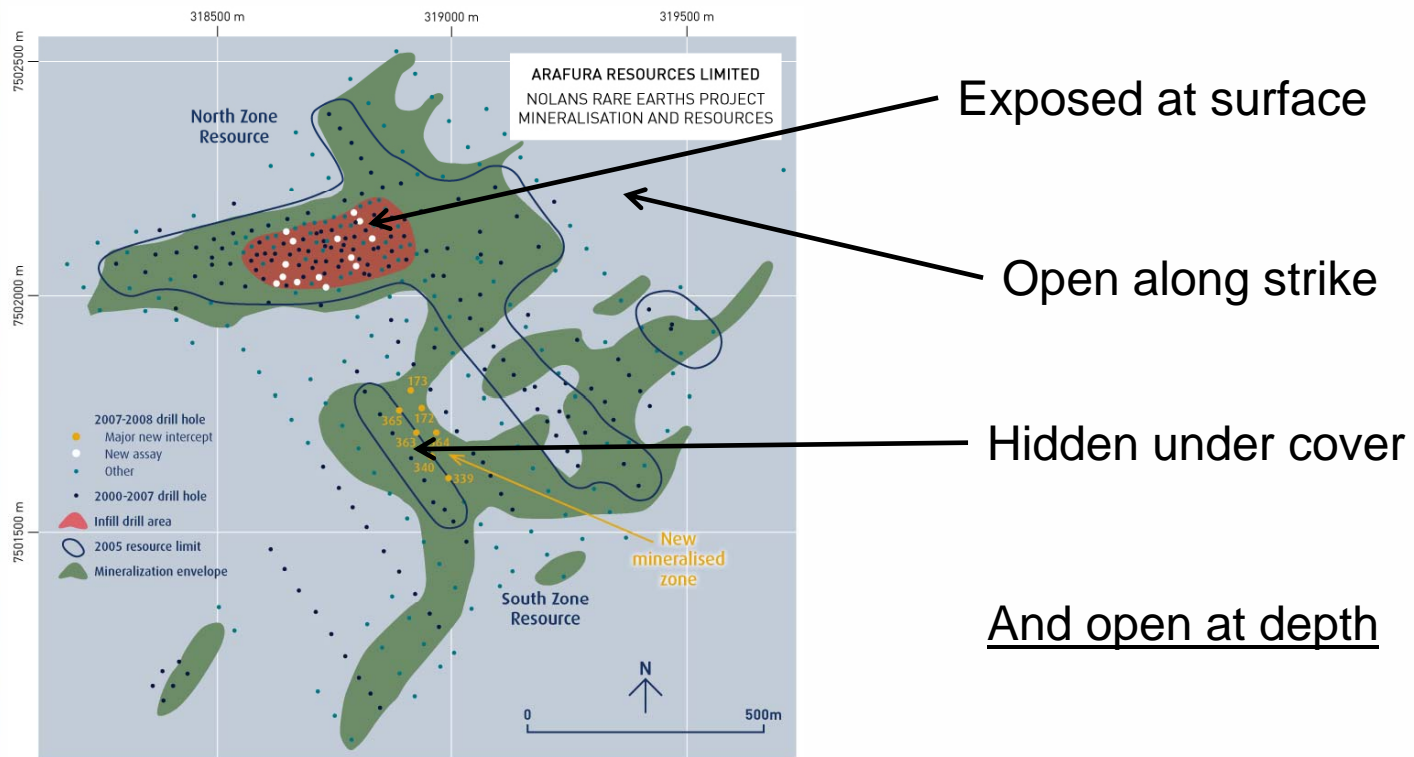 318500 m
319000 m
319500 m
7502500 m
7502000 m
7501500 m
ARAFURA RESOURCES LIMITED
NOLANS RARE EARTHS PROJECT
MINERALISATION AND RESOURCES
North Zone
Resource
173
365
172
363
64
340
339
New
mineralised
zone
South Zone
Resource
2007-2008 drill hole
Major new intercept
New assay
Other
2000-2007 drill hole
Infill drill area
2005 resource limit
Mineralization envelope
N
0
500m
Exposed at surface
Open along strike
Hidden under cover
And open at depth